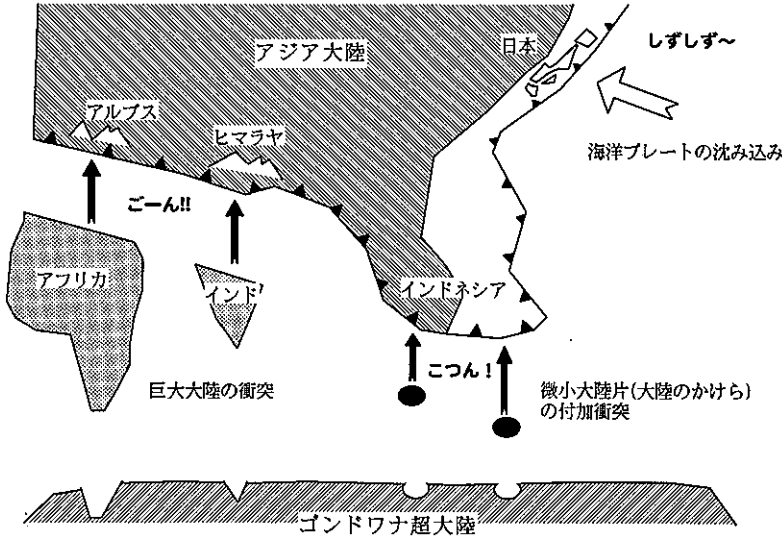 日本
しずしず～
アジア大陸
アルプス
ヒマラヤ
海洋プレートの沈み込み
ごーん!!
アフリカ
インド
インドネシア
こつん！
巨大大陸の衝突
微小大陸片(大陸のかけら)
の付加衝突
ゴンドワナ超大陸